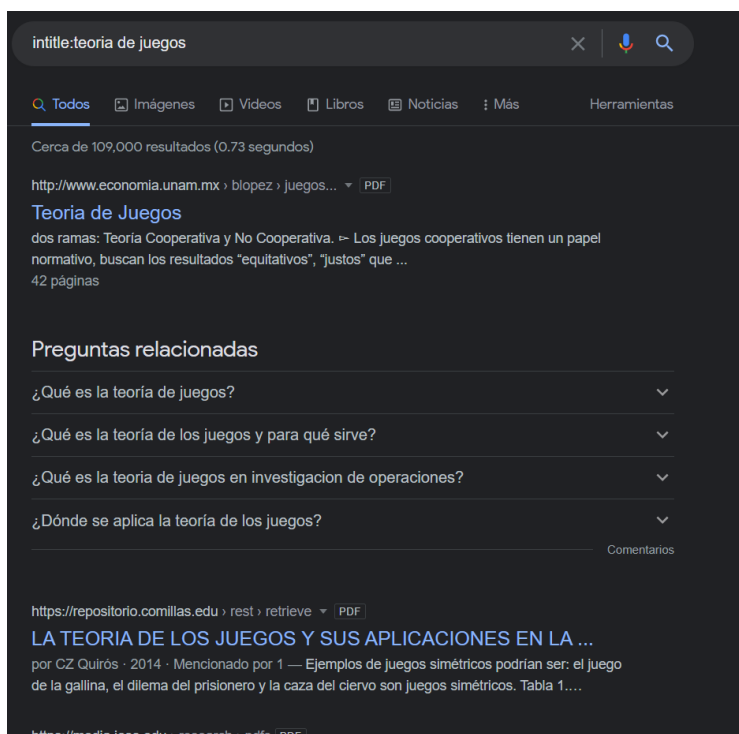 intitle:teoria de juegos
Todos Imágenes Videos Libros Noticias Más Herramientas
Cerca de 109,000 resultados (0.73 segundos)
http://www.economia.unam.mx › blopez › juegos... PDF
Teoria de Juegos
dos ramas: Teoría Cooperativa y No Cooperativa. ➻ Los juegos cooperativos tienen un papel
normativo, buscan los resultados “equitativos”, “justos” que ...
42 páginas
Preguntas relacionadas
¿Qué es la teoría de juegos?
¿Qué es la teoría de los juegos y para qué sirve?
¿Qué es la teoria de juegos en investigacion de operaciones?
¿Dónde se aplica la teoría de los juegos?
Comentarios
https://repositorio.comillas.edu › rest › retrieve PDF
LA TEORIA DE LOS JUEGOS Y SUS APLICACIONES EN LA ...
por CZ Quirós · 2014 · Mencionado por 1 — Ejemplos de juegos simétricos podrían ser: el juego
de la gallina, el dilema del prisionero y la caza del ciervo son juegos simétricos. Tabla 1....